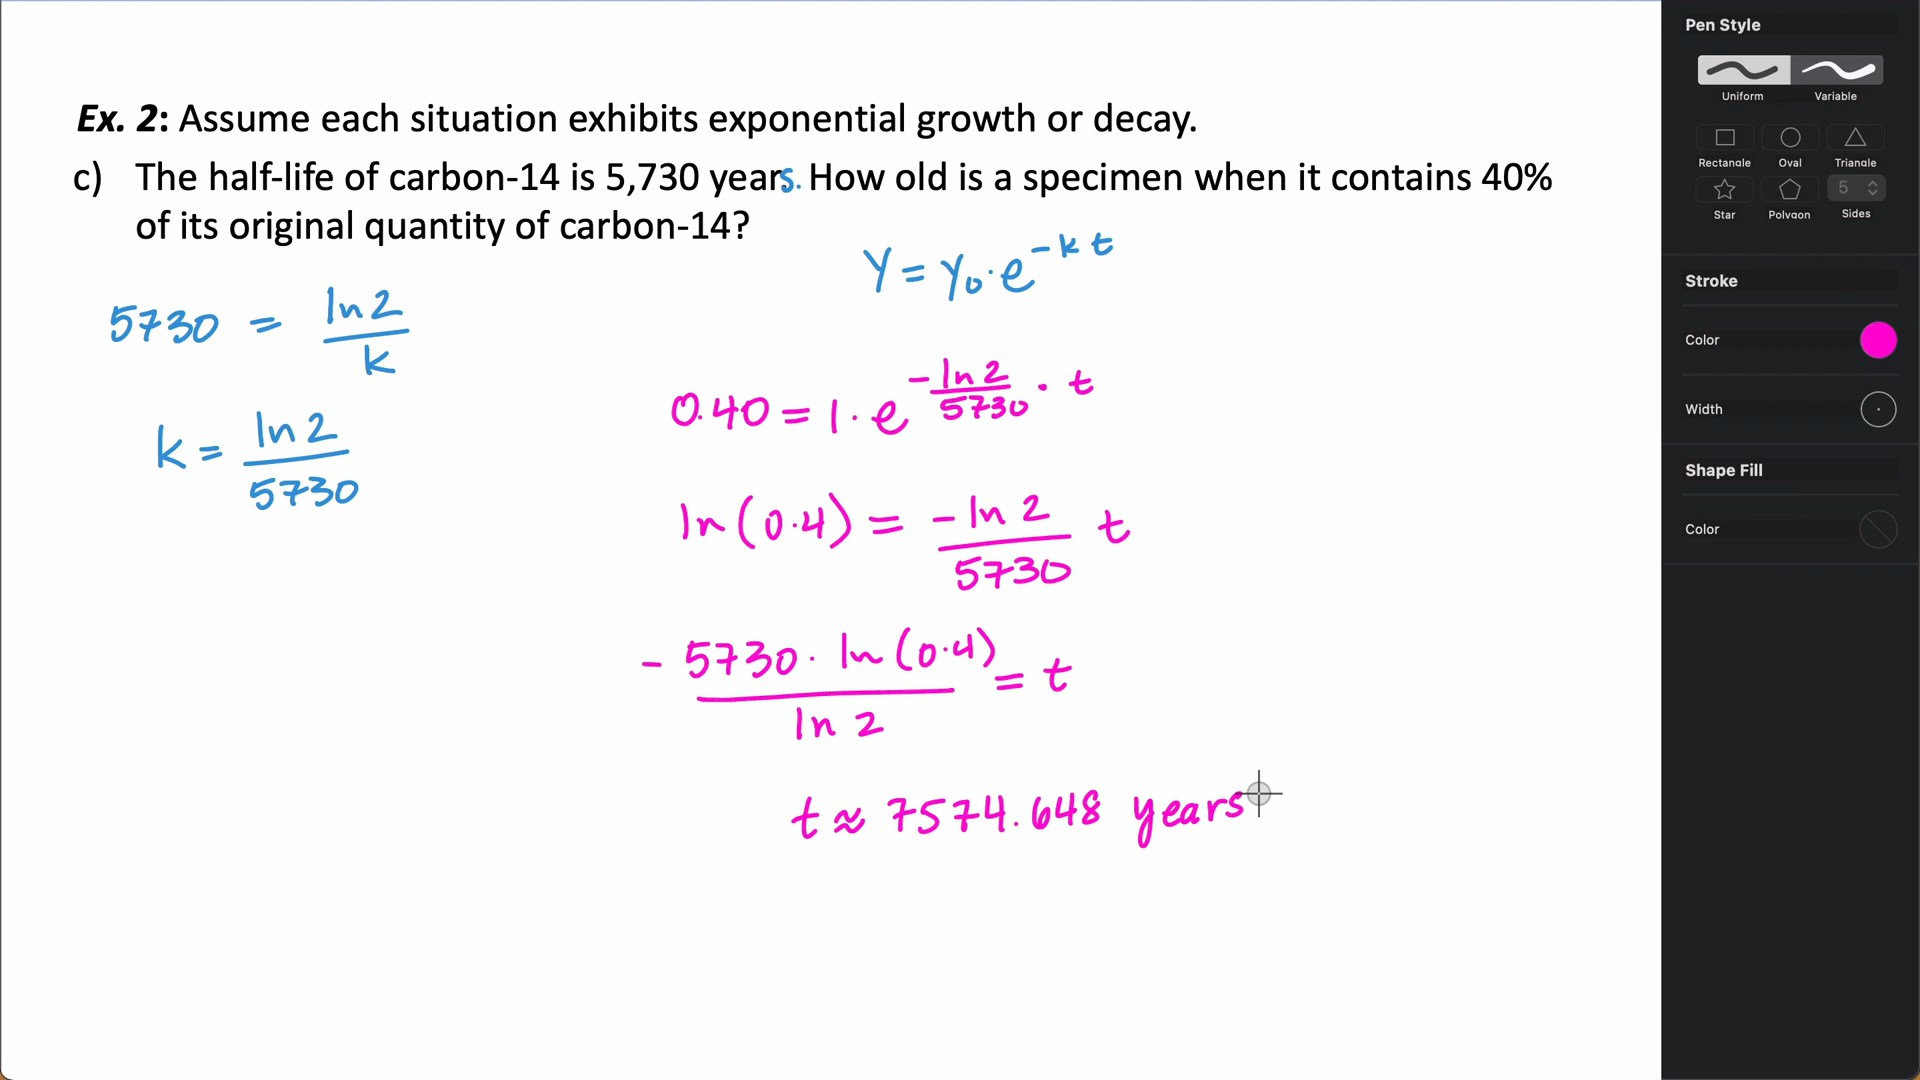 Ex. 2: Assume each situation exhibits exponential growth or decay.
c) The half-life of carbon-14 is 5,730 years. How old is a specimen when it contains 40%
of its original quantity of carbon-14?
y = y₀·e^(-kt)
5730 = ln2/k
k = ln2/5730
0.40 = 1·e^(-ln2/5730 · t)
ln(0.4) = -ln2/5730 t
- 5730·ln(0.4)/ln2 = t
t ≈ 7574.648 years
Pen Style
Uniform Variable
Rectangle Oval Triangle
5
Star Polygon Sides
Stroke
Color
Width
Shape Fill
Color